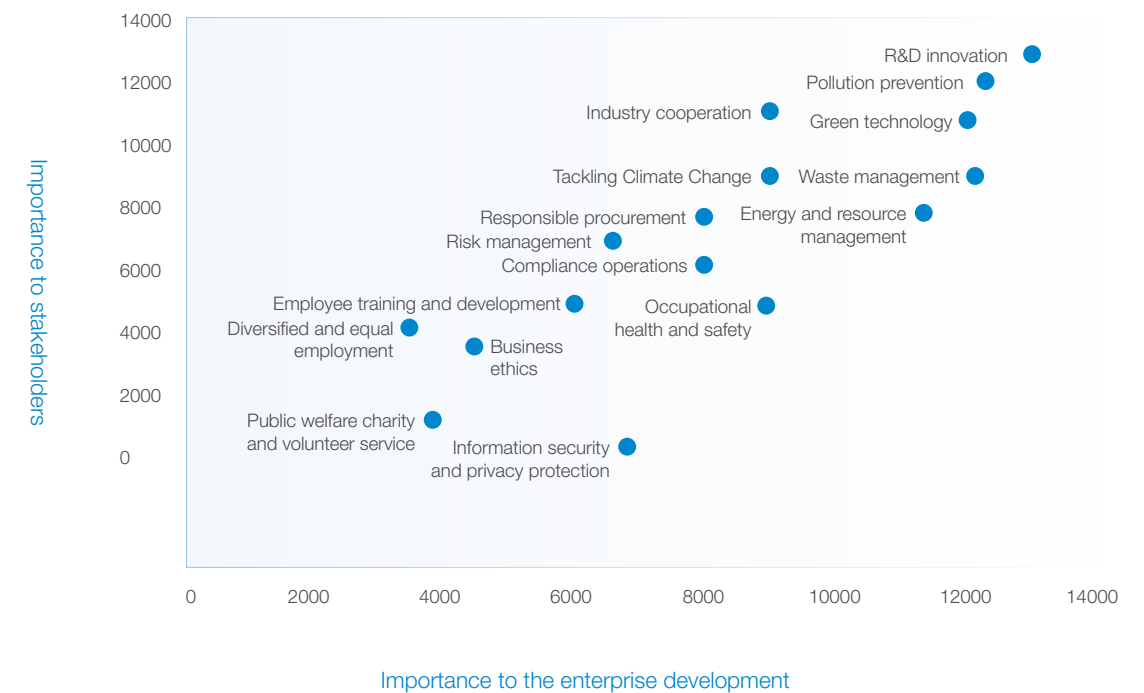 14000
R&D innovation
12000
Pollution prevention
Industry cooperation
Green technology
10000
Tackling Climate Change
Waste management
8000
Responsible procurement
Energy and resource
management
Risk management
6000
Compliance operations
Employee training and development
Occupational
health and safety
4000
Diversified and equal
employment
Business
ethics
2000
Public welfare charity
and volunteer service
Information security
and privacy protection
0
Importance to stakeholders
0 2000 4000 6000 8000 10000 12000 14000
Importance to the enterprise development